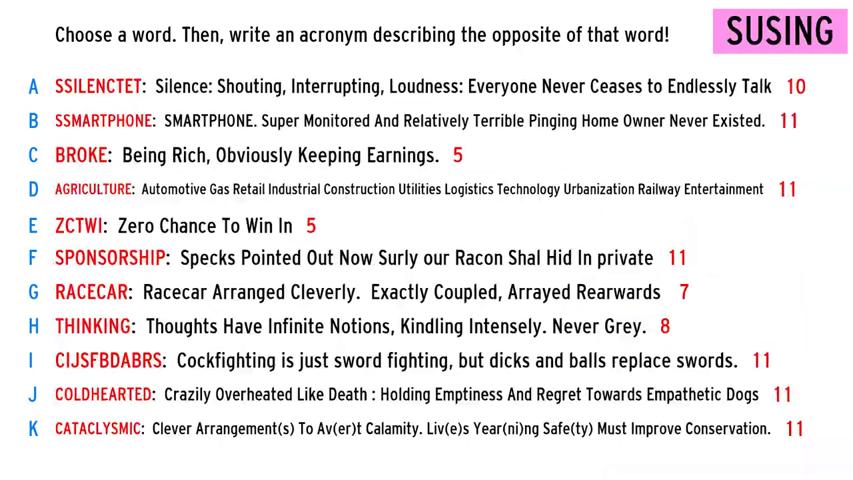 Choose a word. Then, write an acronym describing the opposite of that word!
SUSING
A SSILENCTET: Silence: Shouting, Interrupting, Loudness: Everyone Never Ceases to Endlessly Talk 10
B SSMARTPHONE: SMARTPHONE. Super Monitored And Relatively Terrible Pinging Home Owner Never Existed. 11
C BROKE: Being Rich, Obviously Keeping Earnings. 5
D AGRICULTURE: Automotive Gas Retail Industrial Construction Utilities Logistics Technology Urbanization Railway Entertainment 11
E ZCTWI: Zero Chance To Win In 5
F SPONSORSHIP: Specks Pointed Out Now Surly our Racon Shal Hid In private 11
G RACECAR: Racecar Arranged Cleverly. Exactly Coupled, Arrayed Rearwards 7
H THINKING: Thoughts Have Infinite Notions, Kindling Intensely. Never Grey. 8
I CIJSFBDABRS: Cockfighting is just sword fighting, but dicks and balls replace swords. 11
J COLDHEARTED: Crazily Overheated Like Death : Holding Emptiness And Regret Towards Empathetic Dogs 11
K CATACLYSMIC: Clever Arrangement(s) To Av(er)t Calamity. Liv(e)s Year(ni)ng Safe(ty) Must Improve Conservation. 11